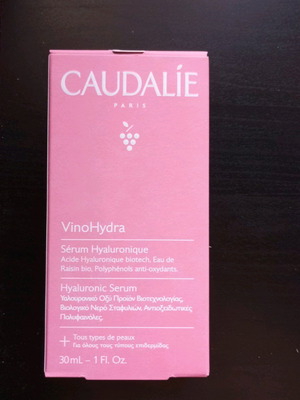 CAUDALÍE
PARIS
VinoHydra
Sérum Hyaluronique
Acide Hyaluronique biotech, Eau de
Raisin bio, Polyphénols anti-oxydants.
Hyaluronic Serum
Υαλουρονικό Οξύ Προϊόν Βιοτεχνολογίας,
Βιολογικό Νερό Σταφυλιών, Αντιοξειδωτικές
Πολυφαινόλες.
+ Tous types de peaux
Για όλους τους τύπους επιδερμίδας
30 mL – 1 Fl. Oz.